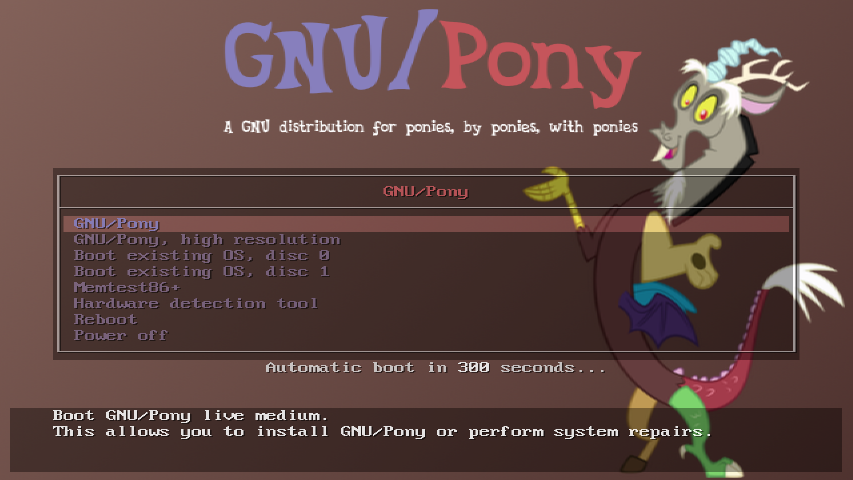 GNU/Pony
A GNU distribution for ponies, by ponies, with ponies
GNU/Pony
GNU/Pony
GNU/Pony, high resolution
Boot existing OS, disc 0
Boot existing OS, disc 1
Memtest86+
Hardware detection tool
Reboot
Power off
Automatic boot in 300 seconds...
Boot GNU/Pony live medium.
This allows you to install GNU/Pony or perform system repairs.